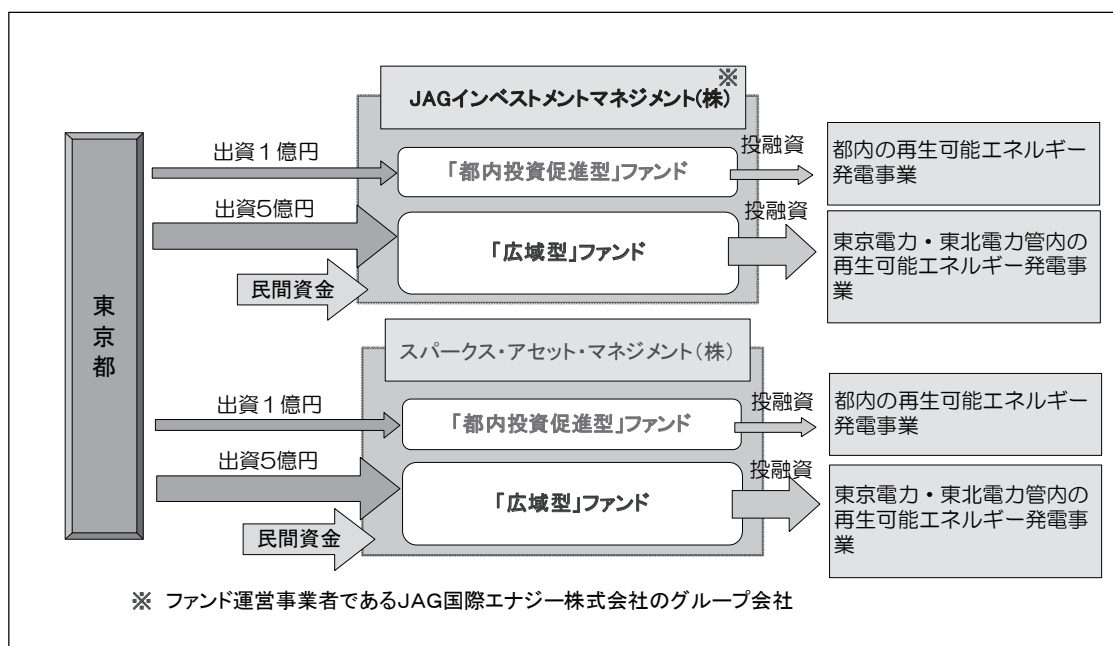 ※
JAGインベストメントマネジメント(株)
東京都
出資１億円
「都内投資促進型」ファンド
投融資
都内の再生可能エネルギー
発電事業
出資5億円
「広域型」ファンド
投融資
東京電力・東北電力管内の
再生可能エネルギー発電事
業
民間資金
スパークス・アセット・マネジメント(株)
出資１億円
「都内投資促進型」ファンド
投融資
都内の再生可能エネルギー
発電事業
出資5億円
「広域型」ファンド
投融資
東京電力・東北電力管内の
再生可能エネルギー発電事
業
民間資金
※　ファンド運営事業者であるJAG国際エナジー株式会社のグループ会社